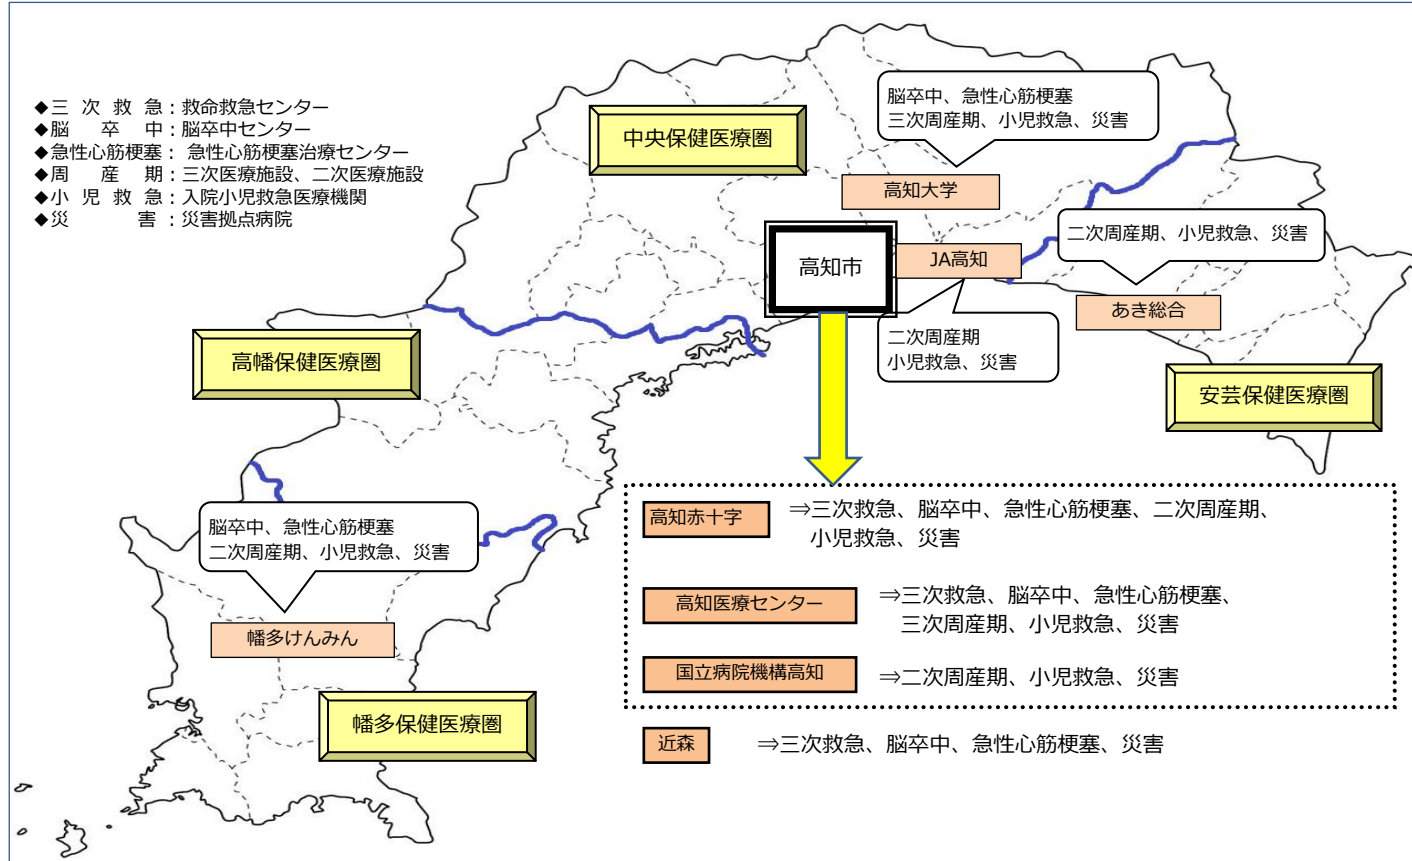 ◆三次救急：救命救急センター
◆脳卒中：脳卒中センター
◆急性心筋梗塞： 急性心筋梗塞治療センター
◆周産期：三次医療施設、二次医療施設
◆小児救急：入院小児救急医療機関
◆災害：災害拠点病院
中央保健医療圏
脳卒中、急性心筋梗塞
三次周産期、小児救急、災害
高知大学
二次周産期、小児救急、災害
高知市
JA高知
あき総合
二次周産期
小児救急、災害
高幡保健医療圏
安芸保健医療圏
脳卒中、急性心筋梗塞
二次周産期、小児救急、災害
幡多けんみん
幡多保健医療圏
高知赤十字 ⇒三次救急、脳卒中、急性心筋梗塞、二次周産期、
小児救急、災害
高知医療センター ⇒三次救急、脳卒中、急性心筋梗塞、
三次周産期、小児救急、災害
国立病院機構高知 ⇒二次周産期、小児救急、災害
近森 ⇒三次救急、脳卒中、急性心筋梗塞、災害